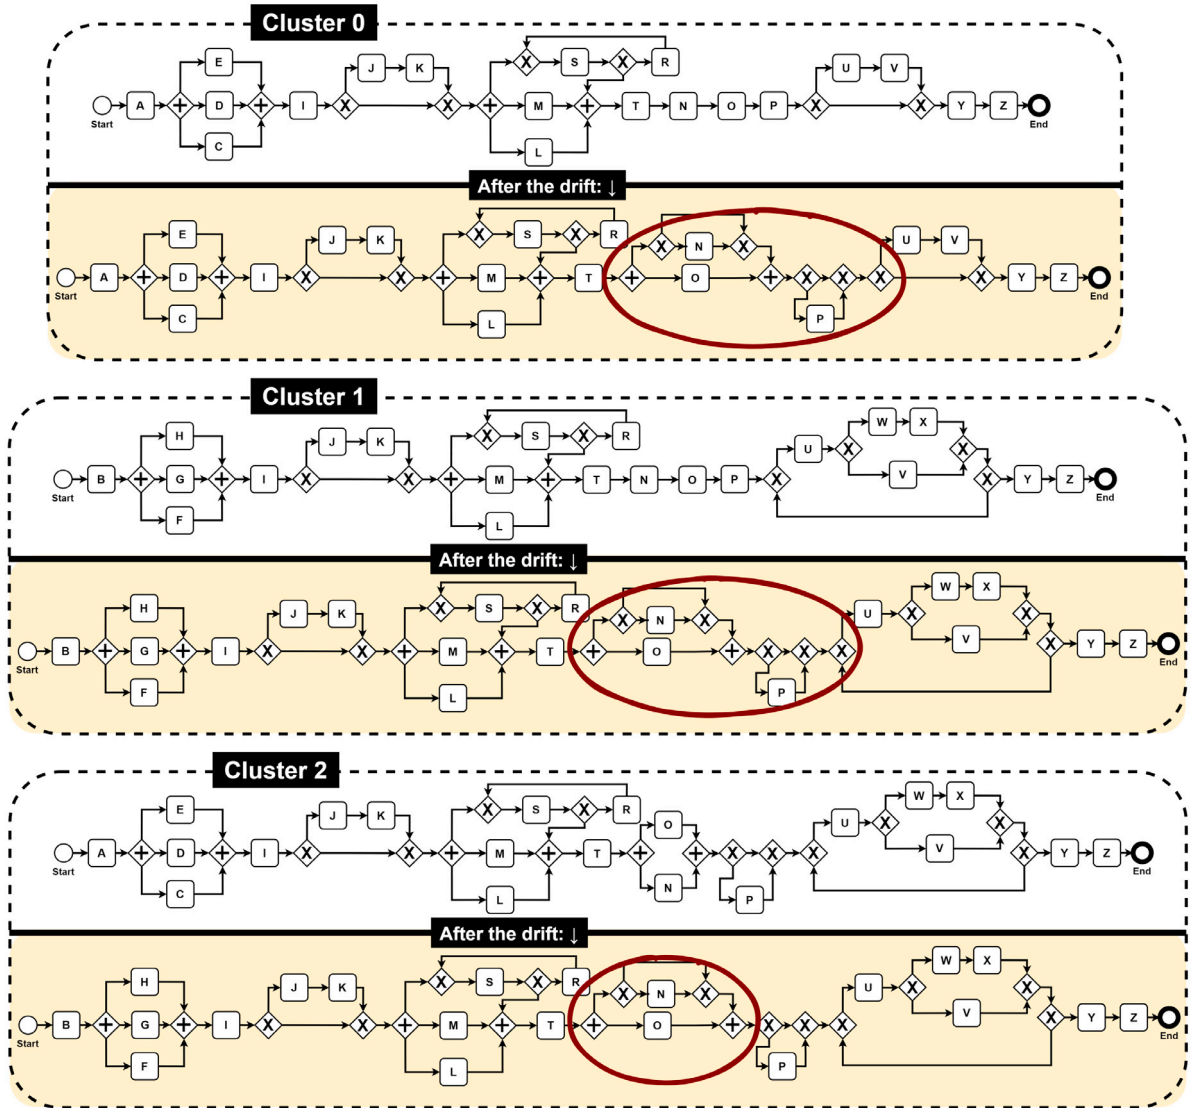 Cluster 0
E J K X S X R U V
Start A + D + I X X + M + T N O P X X Y Z End
C L
After the drift: ↓
E J K X S X R X N X U V
Start A + D + I X X + M + T + O + X X X X Y Z End
C L P
Cluster 1
H J K X S X R U X W X X
Start B + G + I X X + M + T N O P X V X Y Z End
F L
After the drift: ↓
H J K X S X R X N X U X W X X
Start B + G + I X X + M + T + O + X X X V X Y Z End
F L P
Cluster 2
E J K X S X R O U X W X X
Start A + D + I X X + M + T + + X X X V X Y Z End
C L N P
After the drift: ↓
H J K X S X R X N X U X W X X
Start B + G + I X X + M + T + O + X X X V X Y Z End
F L P